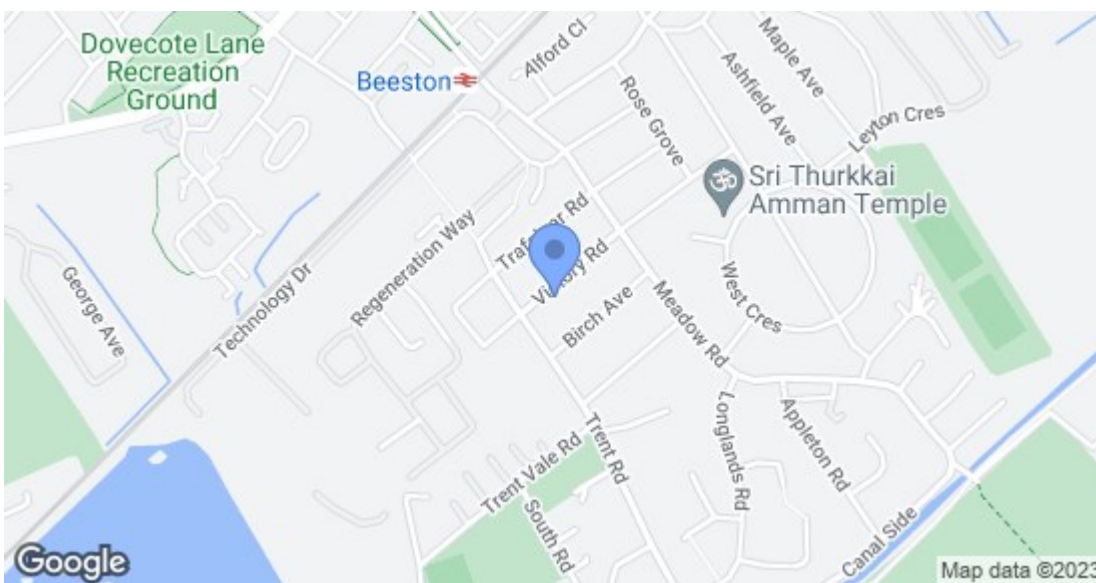 Dovecote Lane
Recreation
Ground
Beeston
Alford Cl
Maple Ave
Ashfield Ave
Rose Grove
Leyton Cres
Sri Thurkkai
Amman Temple
Regeneration Way
Technology Dr
George Ave
Birch Ave
Meadow Rd
West Cres
Trent Rd
Longlands Rd
Appleton Rd
Trent Vale Rd
South Rd
Canal Side
Google
Map data ©2023